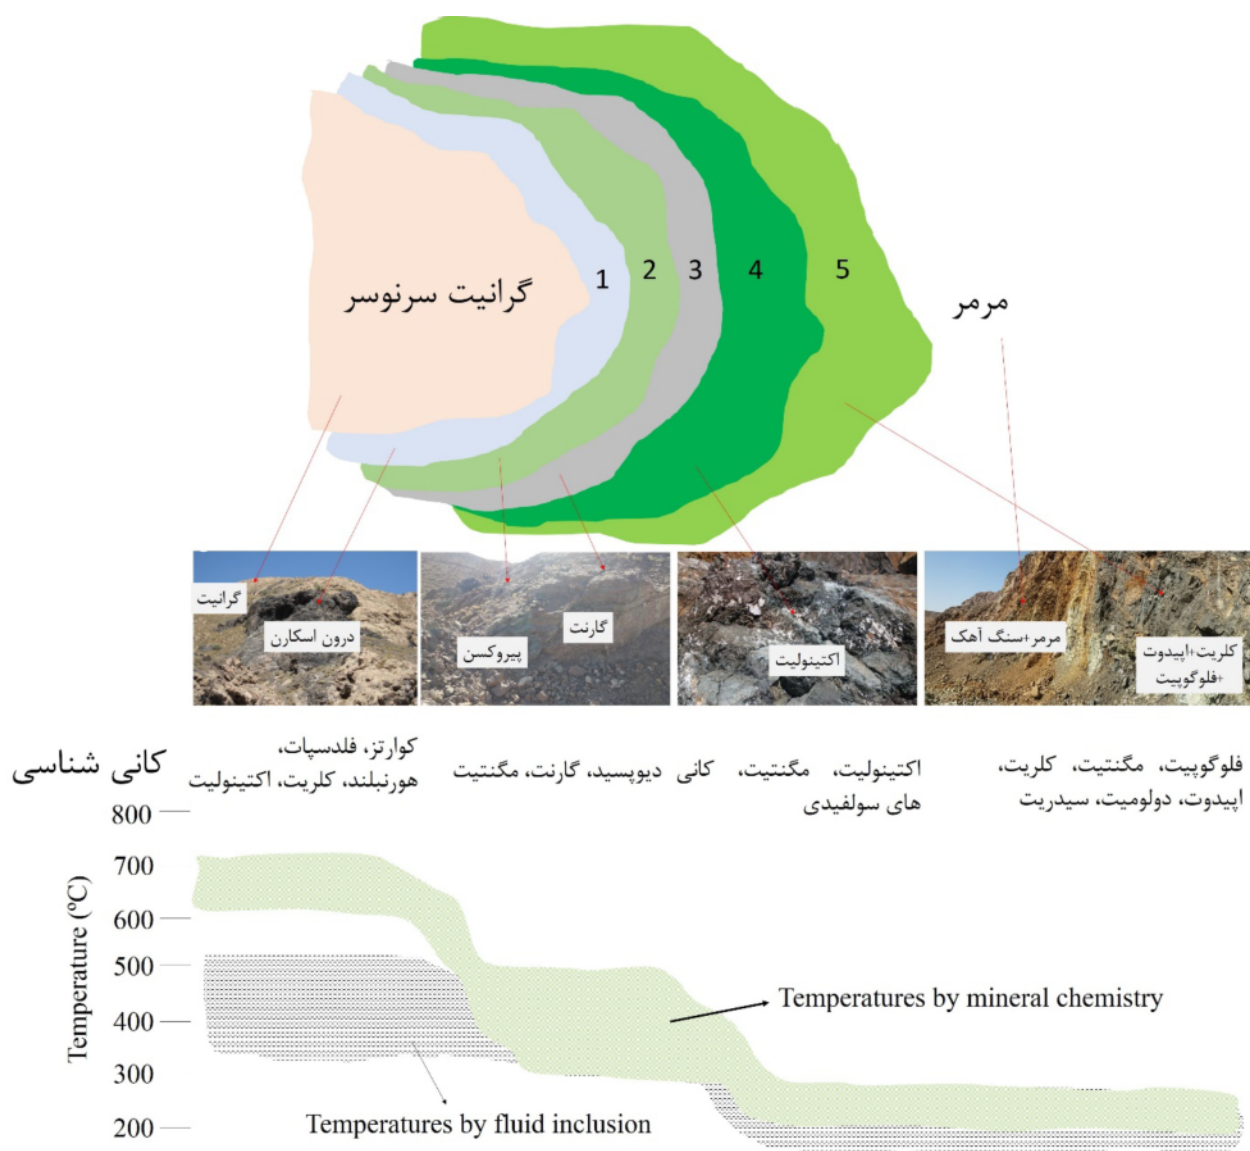 گرانیت سرنوسر
1
2
3
4
5
مرمر
گرانیت
درون اسکارن
پیروکسن
گارنت
اکتینولیت
مرمر+سنگ آهک
کلریت+اپیدوت
+فلوگوپیت
کانی شناسی
کوارتز، فلدسپات،
هورنبلند، کلریت، اکتینولیت
دیوپسید، گارنت، مگنتیت
اکتینولیت، مگنتیت، کانی
های سولفیدی
فلوگوپیت، مگنتیت، کلریت،
اپیدوت، دولومیت، سیدریت
Temperature (ºC)
800
700
600
500
400
300
200
Temperatures by mineral chemistry
Temperatures by fluid inclusion